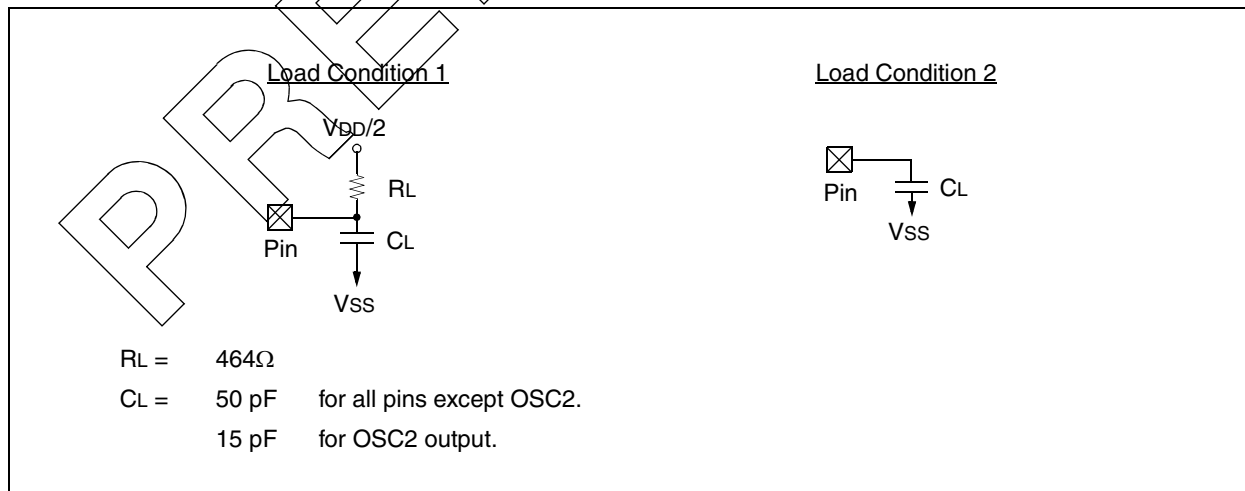 Load Condition 1
Load Condition 2
VDD/2
RL
Pin
CL
VSS
Pin
CL
VSS
RL = 464Ω
CL = 50 pF for all pins except OSC2.
15 pF for OSC2 output.
PRE